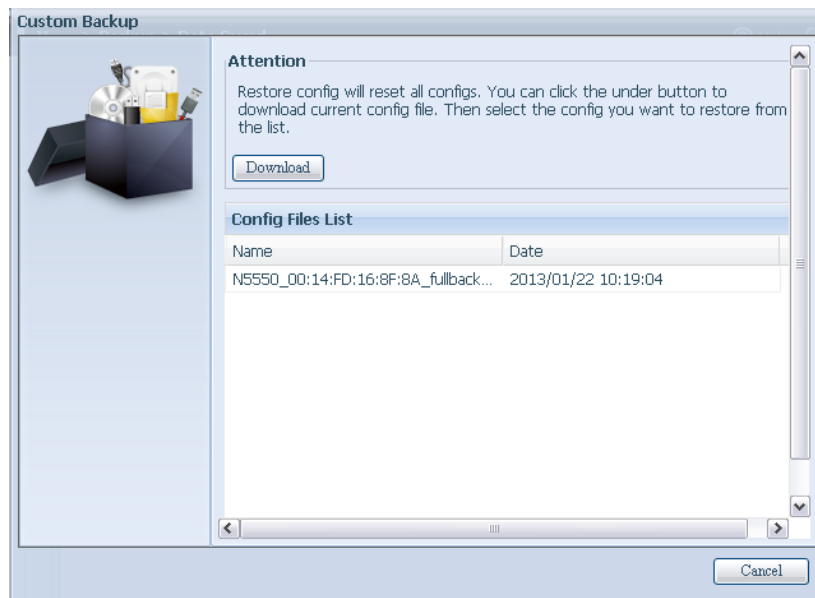 Custom Backup
Attention
Restore config will reset all configs. You can click the under button to
download current config file. Then select the config you want to restore from
the list.
Download
Config Files List
Name Date
N5550_00:14:FD:16:8F:8A_fullback... 2013/01/22 10:19:04
Cancel